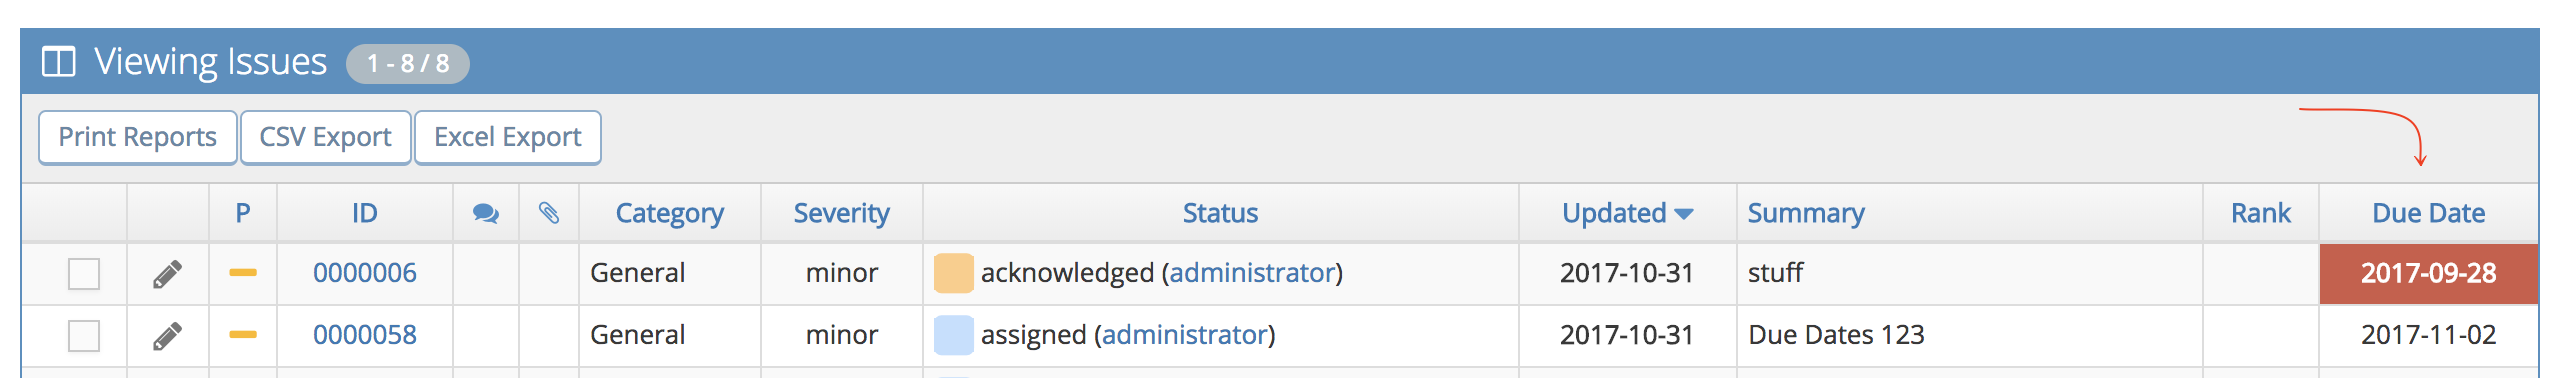 Viewing Issues 1 - 8 / 8
Print Reports CSV Export Excel Export
P ID Category Severity Status Updated Summary Rank Due Date
0000006 General minor acknowledged (administrator) 2017-10-31 stuff 2017-09-28
0000058 General minor assigned (administrator) 2017-10-31 Due Dates 123 2017-11-02